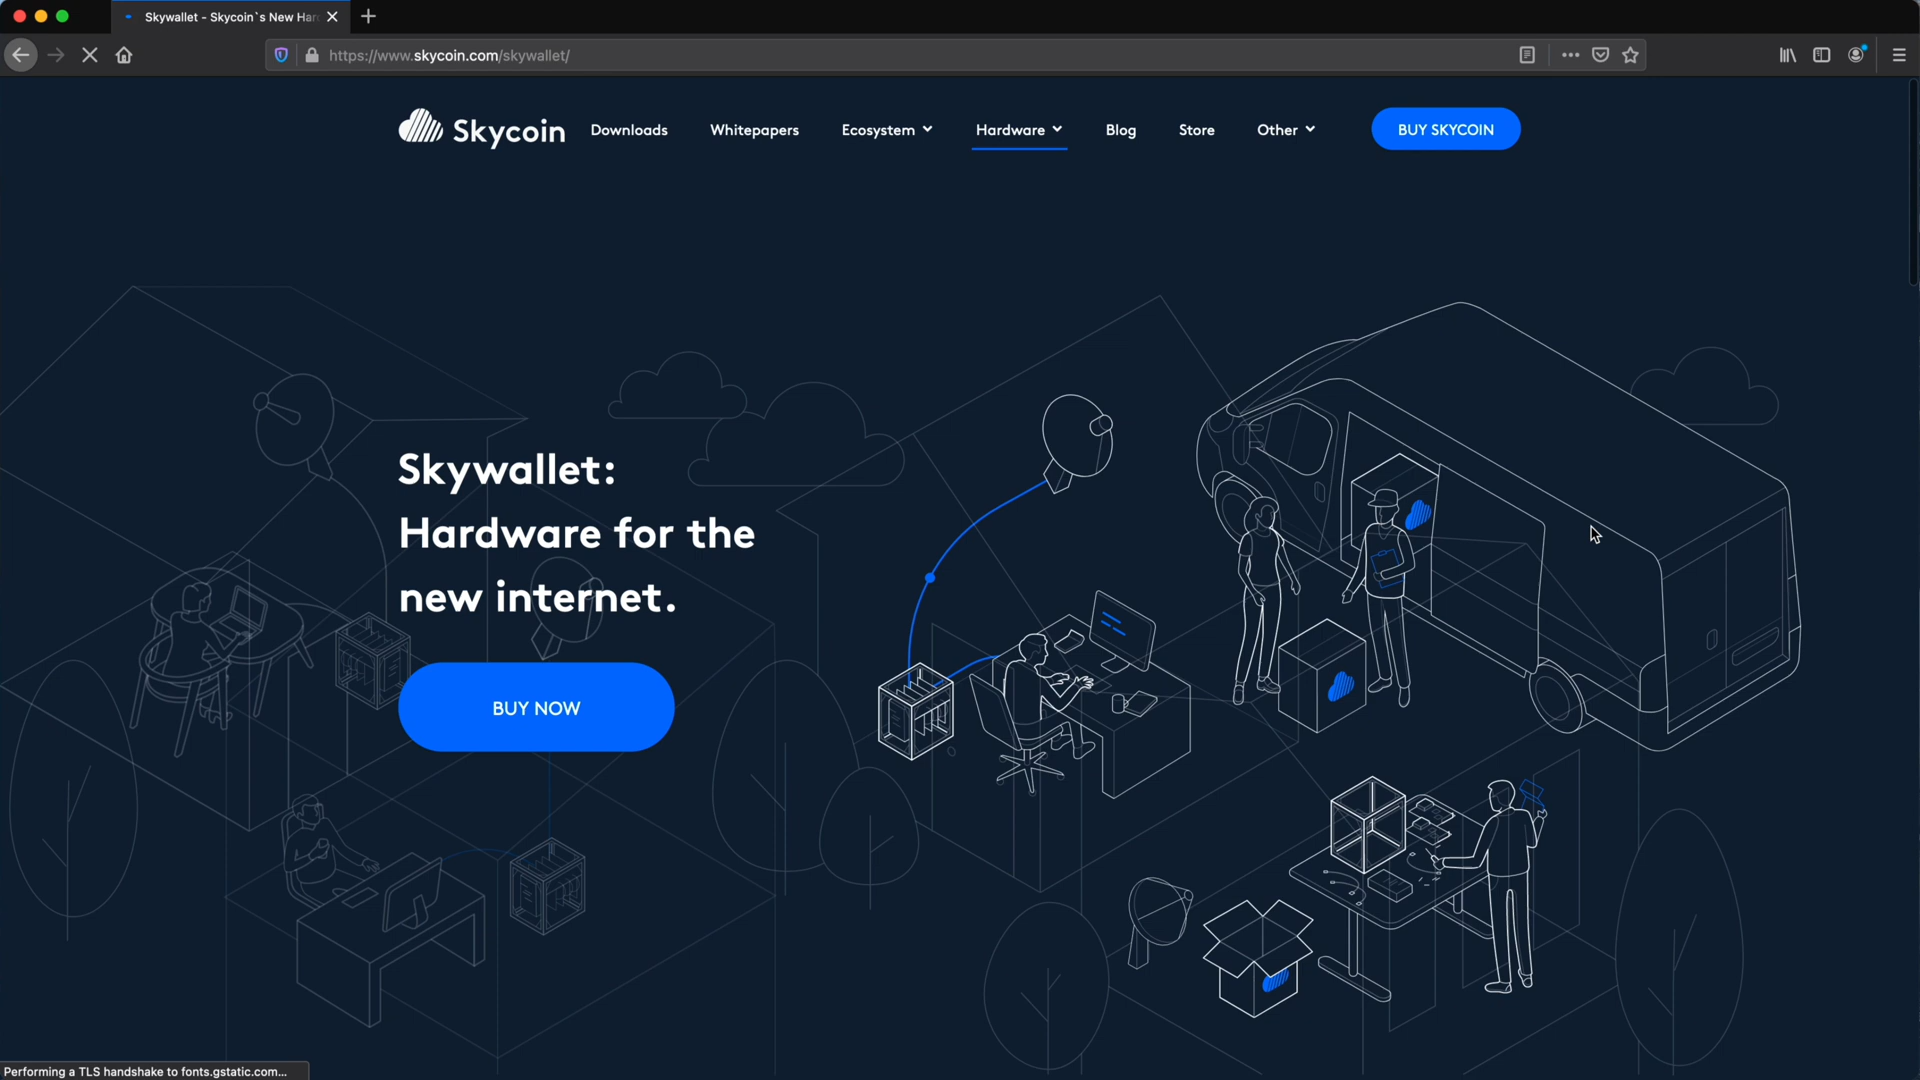 Skywallet - Skycoin`s New Har
https://www.skycoin.com/skywallet/
Skycoin
Downloads
Whitepapers
Ecosystem
Hardware
Blog
Store
Other
BUY SKYCOIN
Skywallet:
Hardware for the
new internet.
BUY NOW
Performing a TLS handshake to fonts.gstatic.com...